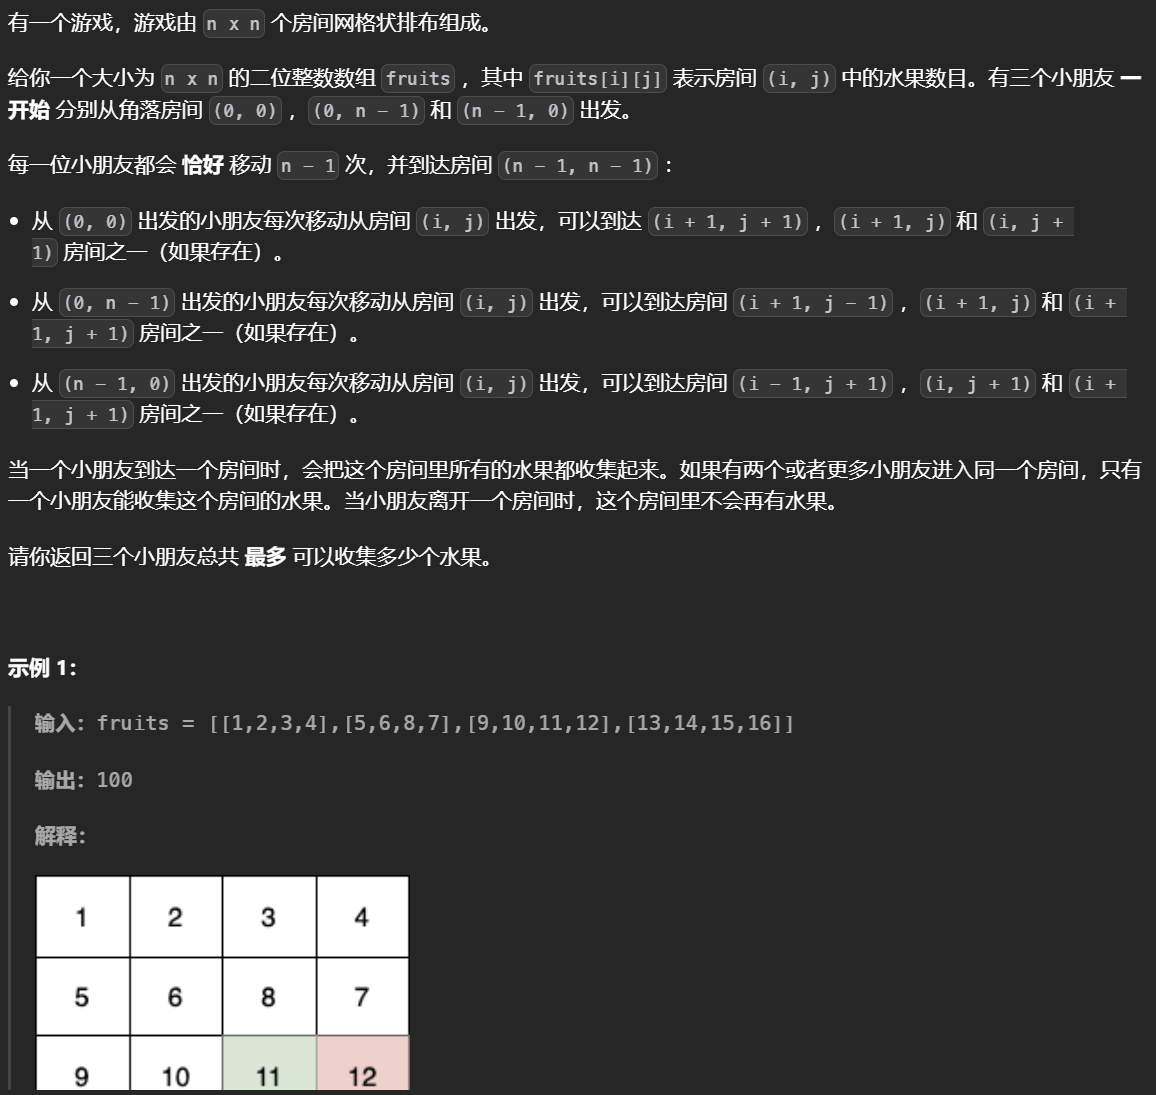 有一个游戏，游戏由 n x n 个房间网格状排布组成。
给你一个大小为 n x n 的二位整数数组 fruits ，其中 fruits[i][j] 表示房间 (i, j) 中的水果数目。有三个小朋友 一
开始 分别从角落房间 (0, 0) ，(0, n - 1) 和 (n - 1, 0) 出发。
每一位小朋友都会 恰好 移动 n - 1 次，并到达房间 (n - 1, n - 1) ：
• 从 (0, 0) 出发的小朋友每次移动从房间 (i, j) 出发，可以到达 (i + 1, j + 1) ，(i + 1, j) 和 (i, j +
1) 房间之一（如果存在）。
• 从 (0, n - 1) 出发的小朋友每次移动从房间 (i, j) 出发，可以到达房间 (i + 1, j - 1) ，(i + 1, j) 和 (i +
1, j + 1) 房间之一（如果存在）。
• 从 (n - 1, 0) 出发的小朋友每次移动从房间 (i, j) 出发，可以到达房间 (i - 1, j + 1) ，(i, j + 1) 和 (i +
1, j + 1) 房间之一（如果存在）。
当一个小朋友到达一个房间时，会把这个房间里所有的水果都收集起来。如果有两个或者更多小朋友进入同一个房间，只有
一个小朋友能收集这个房间的水果。当小朋友离开一个房间时，这个房间里不会再有水果。
请你返回三个小朋友总共 最多 可以收集多少个水果。
示例 1：
输入：fruits = [[1,2,3,4],[5,6,8,7],[9,10,11,12],[13,14,15,16]]
输出：100
解释：
1 2 3 4
5 6 8 7
9 10 11 12